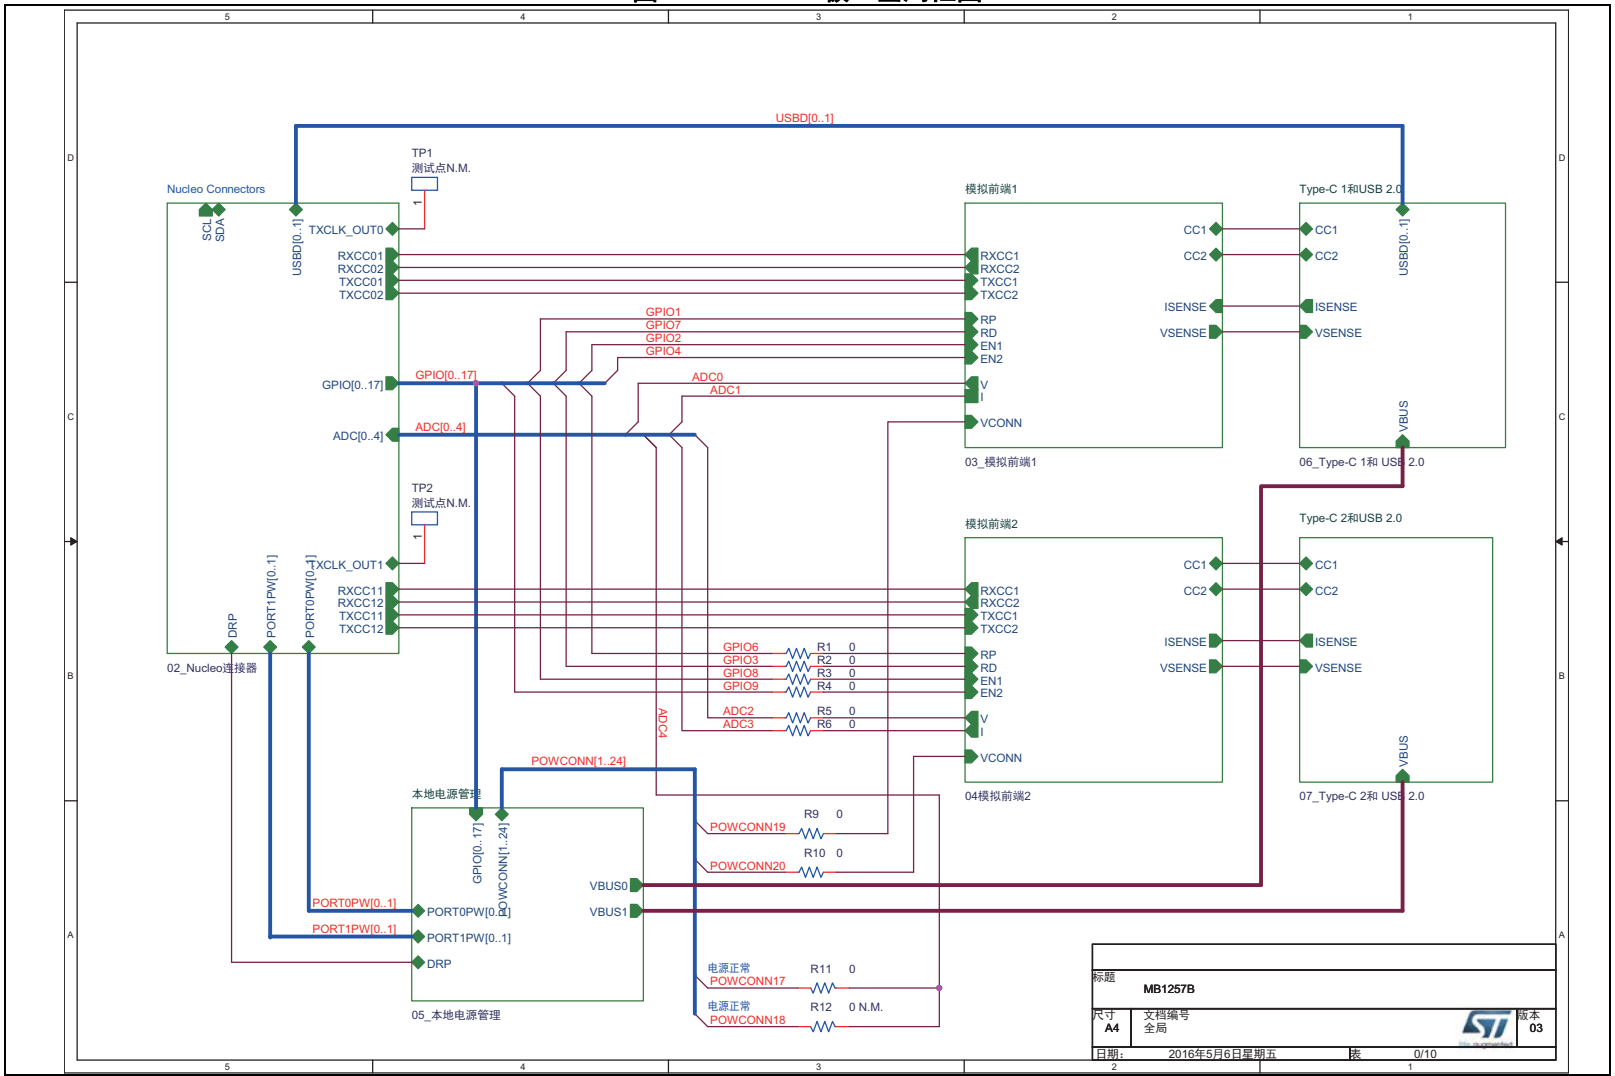 5 4 3 2 1
USBD[0..1]
TP1
测试点N.M.
1
D
D
Nucleo Connectors
模拟前端1
Type-C 1和USB 2.0
SCL
SDA
USBD[0..1]
TXCLK_OUT0
CC1
CC1
USBD[0..1]
RXCC01
RXCC02
TXCC01
TXCC02
RXCC1
RXCC2
TXCC1
TXCC2
CC2
CC2
ISENSE
ISENSE
VSENSE
VSENSE
GPIO1
GPIO7
GPIO2
GPIO4
RP
RD
EN1
EN2
GPIO[0..17]
GPIO[0..17]
ADC0
ADC1
V
I
C
C
ADC[0..4]
ADC[0..4]
VCONN
VBUS
03_模拟前端1
06_Type-C 1和 USB 2.0
TP2
测试点N.M.
1
模拟前端2
Type-C 2和USB 2.0
PORT1PW[0..1]
PORT0PW[0..1]
TXCLK_OUT1
CC1
CC1
RXCC11
RXCC12
TXCC11
TXCC12
RXCC1
RXCC2
TXCC1
TXCC2
CC2
CC2
DRP
ISENSE
ISENSE
VSENSE
VSENSE
02_Nucleo连接器
GPIO6 R1 0
GPIO3 R2 0
GPIO8 R3 0
GPIO9 R4 0
RP
RD
EN1
EN2
B
B
ADC4
ADC2 R5 0
ADC3 R6 0
V
I
VCONN
VBUS
POWCONN[1..24]
本地电源管理
04模拟前端2
07_Type-C 2和 USB 2.0
GPIO[0..17]
POWCONN[1..24]
R9 0
POWCONN19
R10 0
POWCONN20
VBUS0
VBUS1
PORT0PW[0..1]
PORT0PW[0..1]
PORT1PW[0..1]
PORT1PW[0..1]
DRP
A
A
05_本地电源管理
电源正常 R11 0
POWCONN17
电源正常 R12 0 N.M.
POWCONN18
标题
MB1257B
尺寸 文档编号 版本
A4 全局 03
ST
日期: 2016年5月6日星期五 表 0/10
5 4 3 2 1